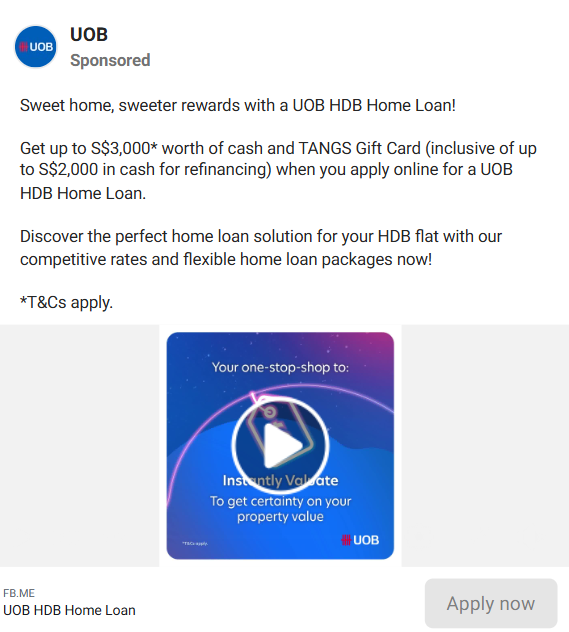 UOB
UOB
Sponsored
Sweet home, sweeter rewards with a UOB HDB Home Loan!
Get up to S$3,000* worth of cash and TANGS Gift Card (inclusive of up
to S$2,000 in cash for refinancing) when you apply online for a UOB
HDB Home Loan.
Discover the perfect home loan solution for your HDB flat with our
competitive rates and flexible home loan packages now!
*T&Cs apply.
Your one-stop-shop to:
Instantly Valuate
To get certainty on your
property value
*T&Cs apply.
UOB
FB.ME
UOB HDB Home Loan
Apply now